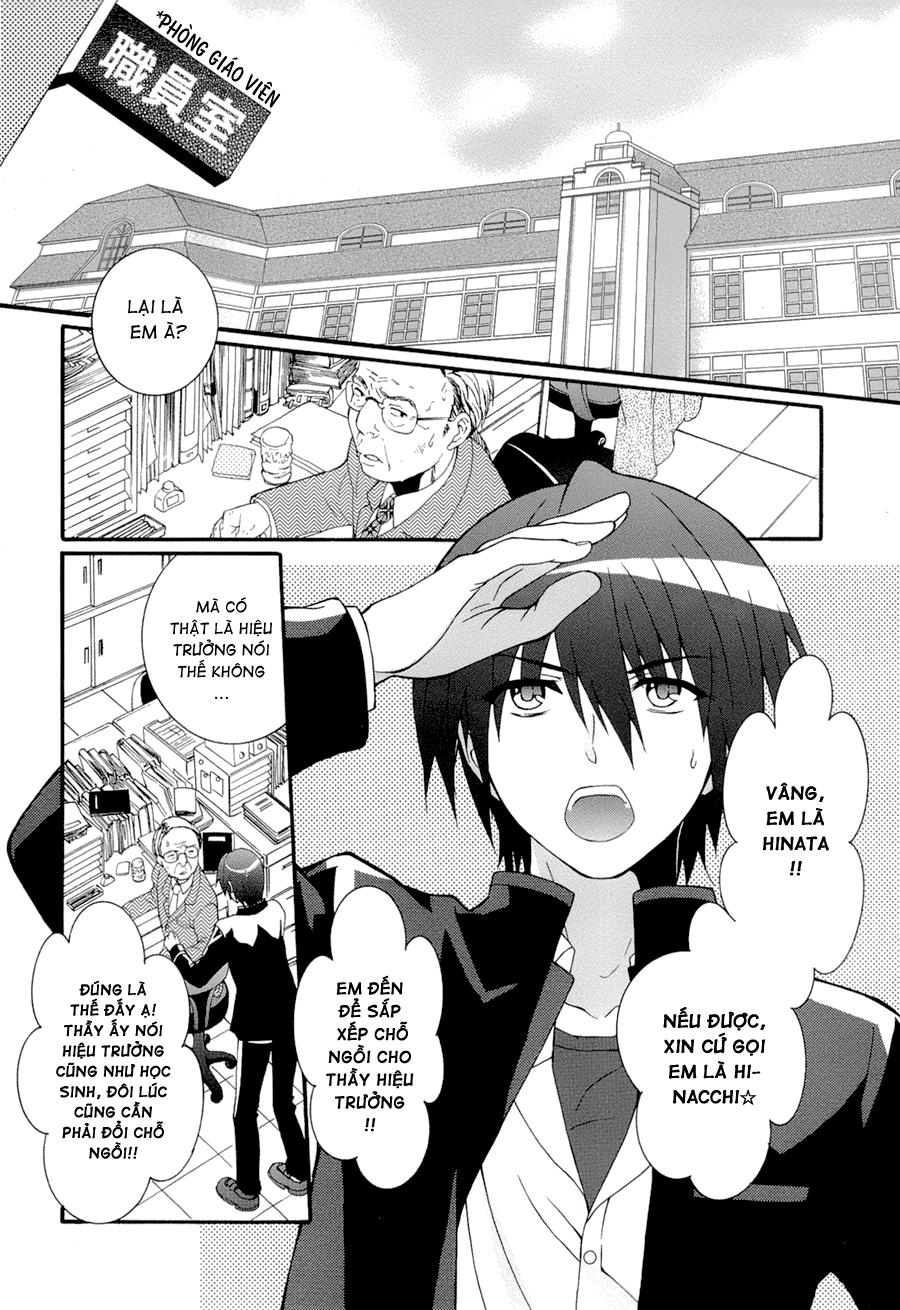 職員室
*PHÒNG GIÁO VIÊN
LẠI LÀ
EM À?
VÂNG,
EM LÀ
HINATA
!!
NẾU ĐƯỢC,
XIN CỨ GỌI
EM LÀ HI-
NACCHI☆
MÀ CÓ
THẬT LÀ HIỆU
TRƯỞNG NÓI
THẾ KHÔNG
...
EM ĐẾN
ĐỂ SẮP
XẾP CHỖ
NGỒI CHO
THẦY HIỆU
TRƯỞNG
!!
ĐÚNG LÀ
THẾ ĐẤY Ạ!
THẦY ẤY NÓI
HIỆU TRƯỞNG
CŨNG NHƯ HỌC
SINH, ĐÔI LÚC
CŨNG CẦN
PHẢI ĐỔI CHỖ
NGỒI!!